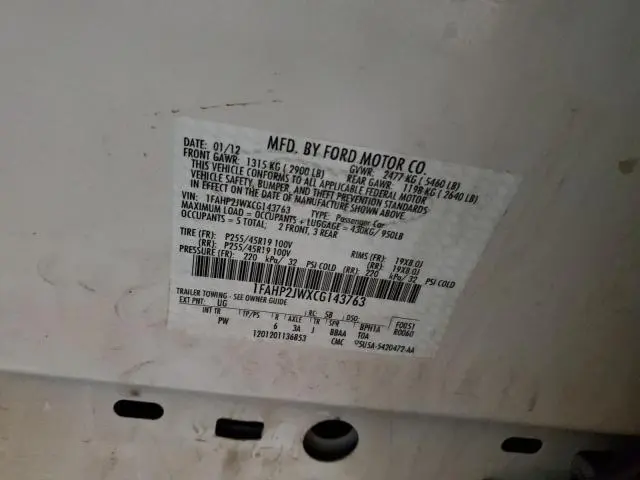 MFD. BY FORD MOTOR CO.
DATE: 01/12 GVWR: 2477 KG ( 5460 LB)
FRONT GAWR: 1315 KG ( 2900 LB) REAR GAWR: 1198 KG ( 2640 LB)
THIS VEHICLE CONFORMS TO ALL APPLICABLE FEDERAL MOTOR
VEHICLE SAFETY, BUMPER, AND THEFT PREVENTION STANDARDS
IN EFFECT ON THE DATE OF MANUFACTURE SHOWN ABOVE.
VIN: 1FAHP2JWXCG143763 TYPE: Passenger Car
MAXIMUM LOAD = OCCUPANTS + LUGGAGE = 430KG/ 950LB
OCCUPANTS = 5 TOTAL, 2 FRONT, 3 REAR
TIRE (FR): P255/45R19 100V RIMS (FR): 19X8.0J
(RR): P255/45R19 100V (RR): 19X8.0J
PRESSURE (FR): 220 kPa/ 32 PSI COLD (RR): 220 kPa/ 32 PSI COLD
1FAHP2JWXCG143763
TRAILER TOWING - SEE OWNER GUIDE
EXT PNT: UG RC: 58 DSO: F0051
INT TR TP/PS R AXLE TR SPR BPH1A R0060
PW 6 3A J BBAA T0A
1201201136853 CMC